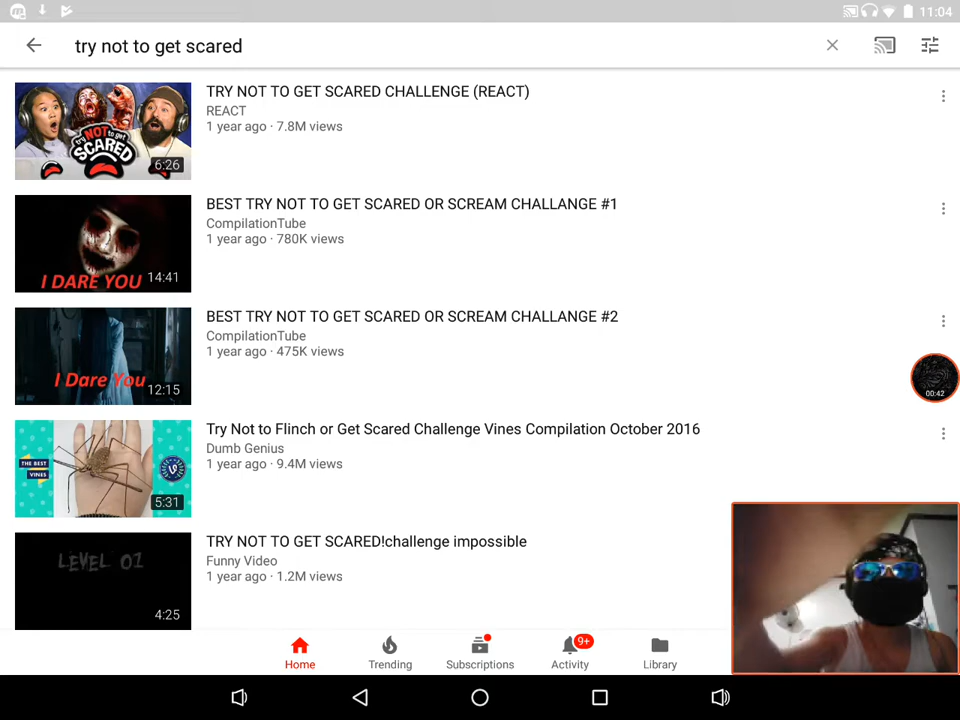 11:04
try not to get scared
TRY NOT TO GET SCARED CHALLENGE (REACT)
REACT
1 year ago · 7.8M views
try NOT to get
SCARED
6:26
BEST TRY NOT TO GET SCARED OR SCREAM CHALLANGE #1
CompilationTube
1 year ago · 780K views
I DARE YOU
14:41
BEST TRY NOT TO GET SCARED OR SCREAM CHALLANGE #2
CompilationTube
1 year ago · 475K views
I Dare You
12:15
00:42
Try Not to Flinch or Get Scared Challenge Vines Compilation October 2016
Dumb Genius
1 year ago · 9.4M views
THE BEST
VINES
5:31
TRY NOT TO GET SCARED!challenge impossible
Funny Video
1 year ago · 1.2M views
LEVEL 01
4:25
9+
Home
Trending
Subscriptions
Activity
Library